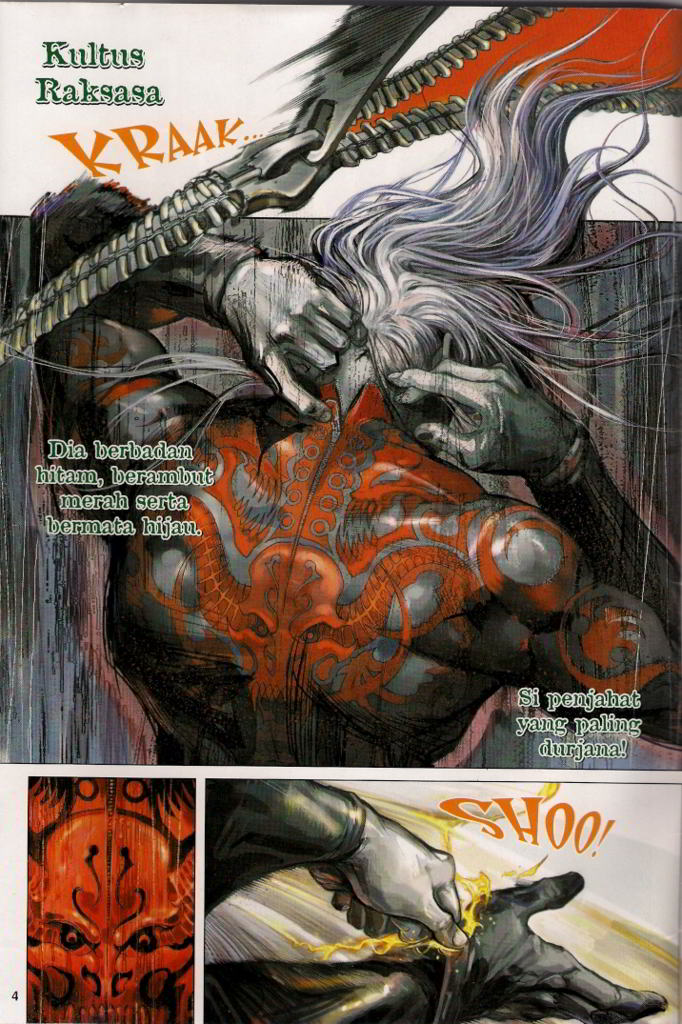 Kultus
Raksasa
KRAAK...
Dia berbadan
hitam, berambut
merah serta
bermata hijau.
Si penjahat
yang paling
durjana!
SHOO!
4